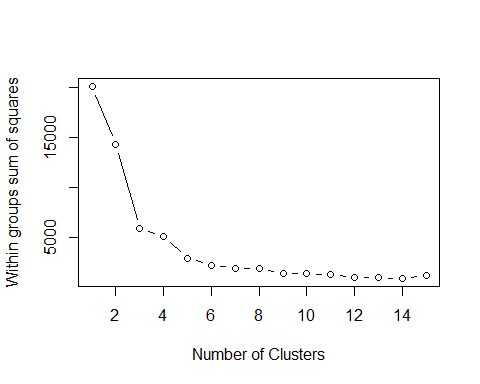 Within groups sum of squares
15000
5000
2 4 6 8 10 12 14
Number of Clusters